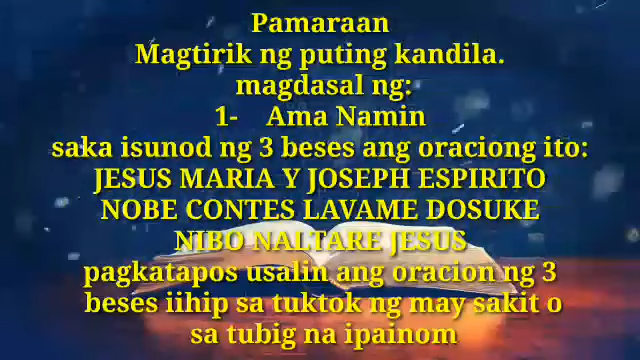 Pamaraan
Magtirik ng puting kandila.
magdasal ng:
1- Ama Namin
saka isunod ng 3 beses ang oraciong ito:
JESUS MARIA Y JOSEPH ESPIRITO
NOBE CONTES LAVAME DOSUKE
NIBO NALTARE JESUS
pagkatapos usalin ang oracion ng 3
beses iihip sa tuktok ng may sakit o
sa tubig na ipainom